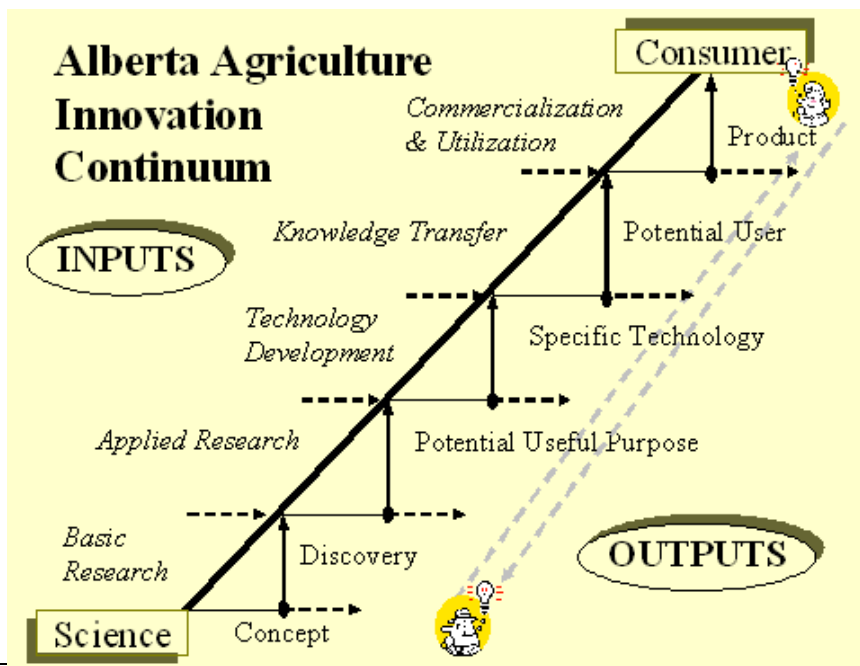 Alberta Agriculture
Innovation
Continuum
Consumer
Commercialization
& Utilization
Product
Knowledge Transfer
Potential User
INPUTS
Technology
Development
Specific Technology
Applied Research
Potential Useful Purpose
Basic
Research
Discovery
OUTPUTS
Science
Concept